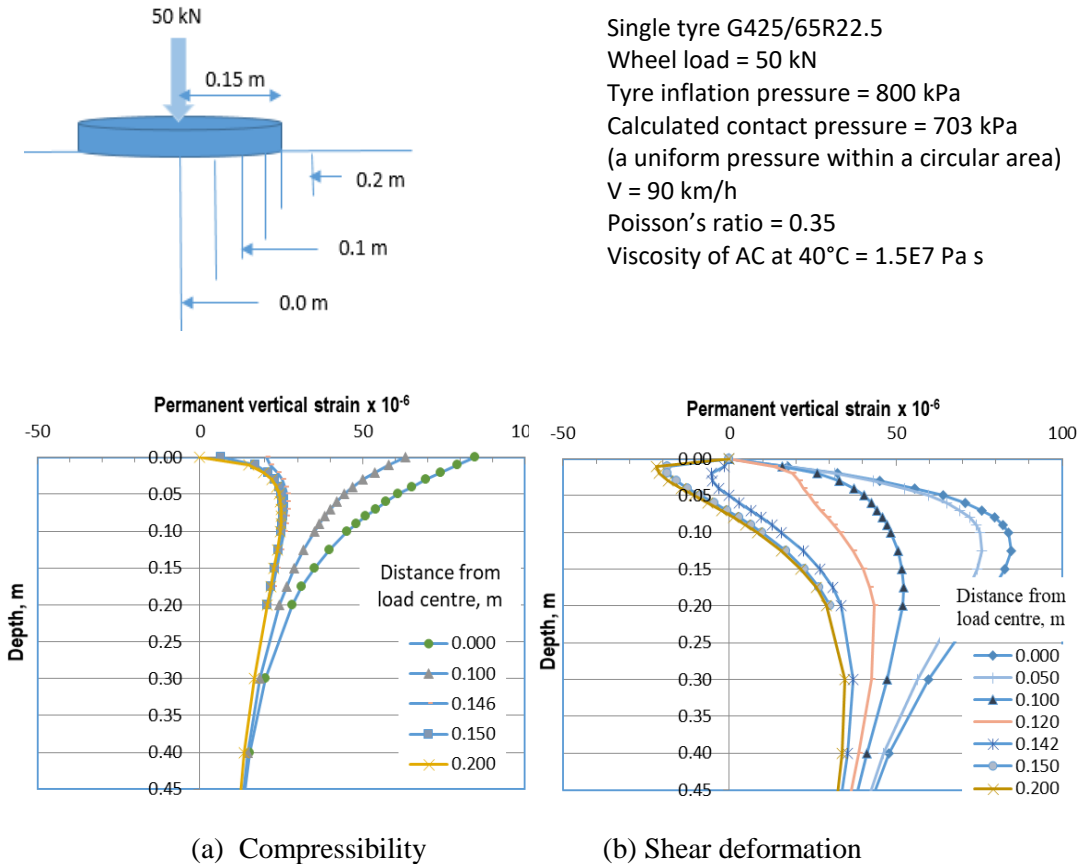 50 kN
0.15 m
0.2 m
0.1 m
0.0 m
Single tyre G425/65R22.5
Wheel load = 50 kN
Tyre inflation pressure = 800 kPa
Calculated contact pressure = 703 kPa
(a uniform pressure within a circular area)
V = 90 km/h
Poisson’s ratio = 0.35
Viscosity of AC at 40°C = 1.5E7 Pa s
Permanent vertical strain x 10⁻⁶
-50 0 50 10
0.00
0.05
0.10
0.15
0.20
0.25
0.30
0.35
0.40
0.45
Depth, m
Distance from
load centre, m
0.000
0.100
0.146
0.150
0.200
(a) Compressibility
Permanent vertical strain x 10⁻⁶
-50 0 50 100
0.00
0.05
0.10
0.15
0.20
0.25
0.30
0.35
0.40
0.45
Depth, m
Distance from
load centre, m
0.000
0.050
0.100
0.120
0.142
0.150
0.200
(b) Shear deformation